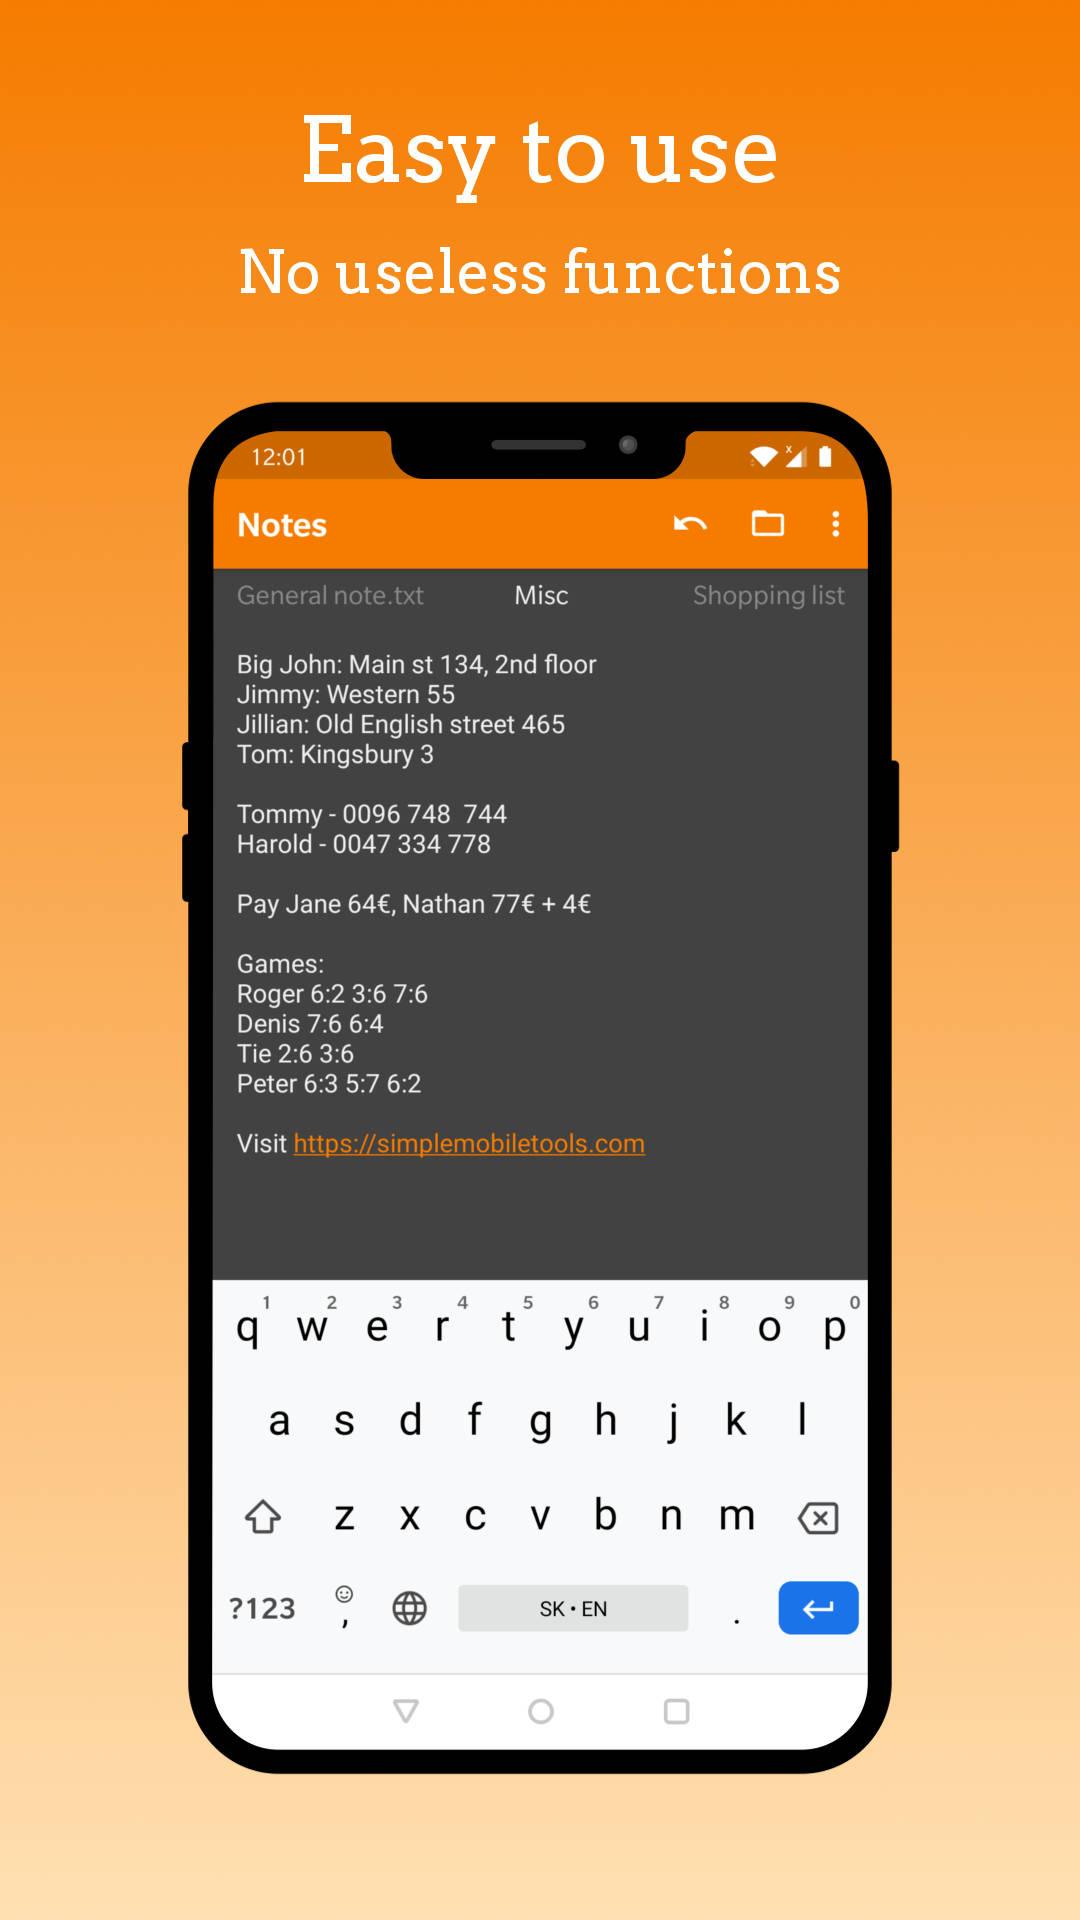 Easy to use
No useless functions
12:01
Notes
General note.txt Misc Shopping list
Big John: Main st 134, 2nd floor
Jimmy: Western 55
Jillian: Old English street 465
Tom: Kingsbury 3
Tommy - 0096 748  744
Harold - 0047 334 778
Pay Jane 64€, Nathan 77€ + 4€
Games:
Roger 6:2 3:6 7:6
Denis 7:6 6:4
Tie 2:6 3:6
Peter 6:3 5:7 6:2
Visit https://simplemobiletools.com
1 2 3 4 5 6 7 8 9 0
q w e r t y u i o p
a s d f g h j k l
z x c v b n m
?123 , SK • EN .